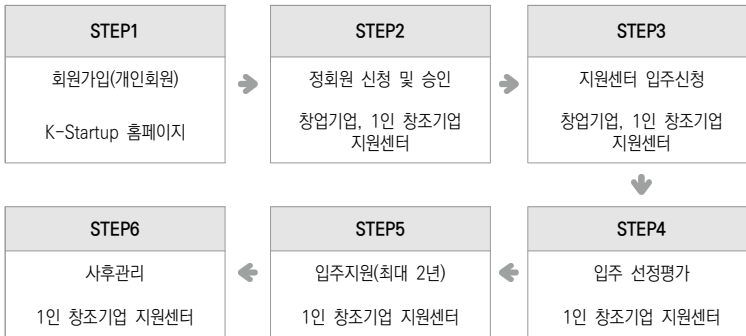 STEP1
회원가입(개인회원)
K-Startup 홈페이지
STEP2
정회원 신청 및 승인
창업기업, 1인 창조기업
지원센터
STEP3
지원센터 입주신청
창업기업, 1인 창조기업
지원센터
STEP4
입주 선정평가
1인 창조기업 지원센터
STEP5
입주지원(최대 2년)
1인 창조기업 지원센터
STEP6
사후관리
1인 창조기업 지원센터